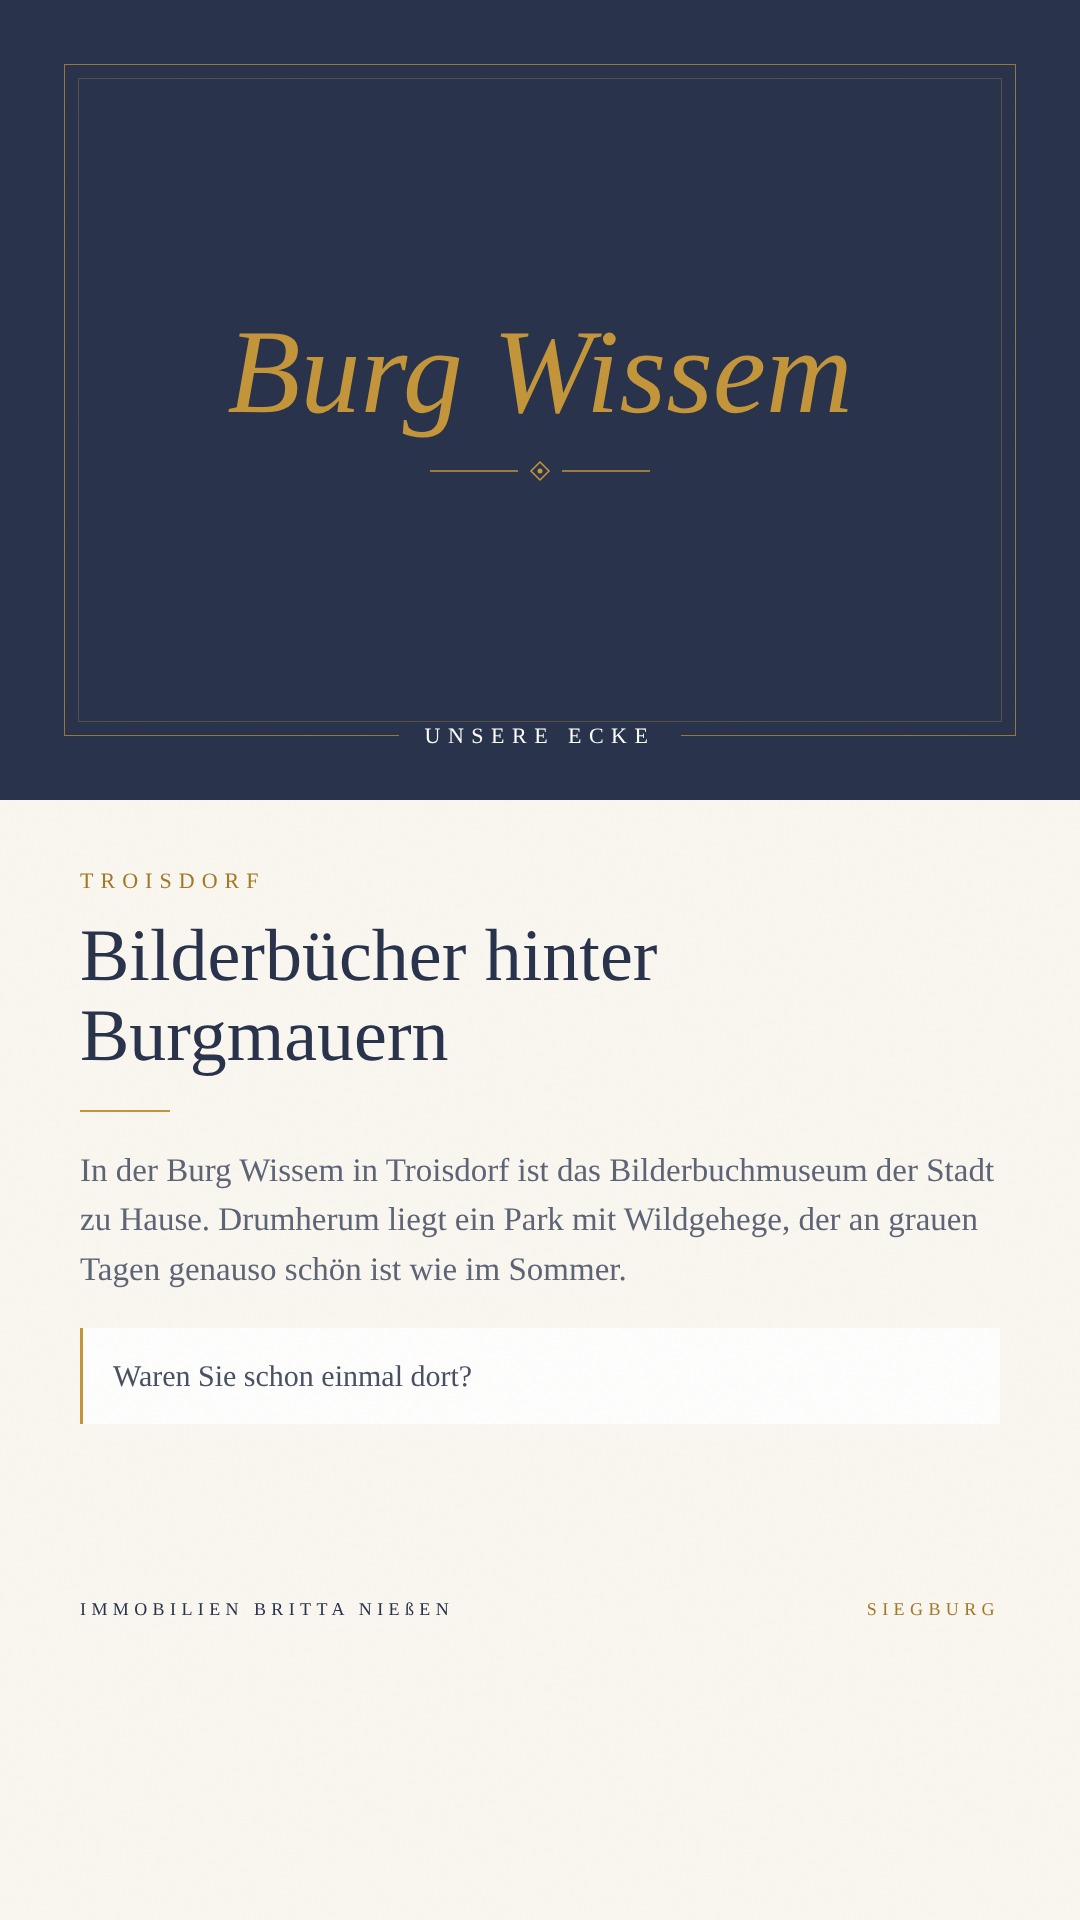 Burg Wissem
UNSERE ECKE
TROISDORF
Bilderbücher hinter
Burgmauern
In der Burg Wissem in Troisdorf ist das Bilderbuchmuseum der Stadt
zu Hause. Drumherum liegt ein Park mit Wildgehege, der an grauen
Tagen genauso schön ist wie im Sommer.
Waren Sie schon einmal dort?
IMMOBILIEN BRITTA NIEßEN
SIEGBURG